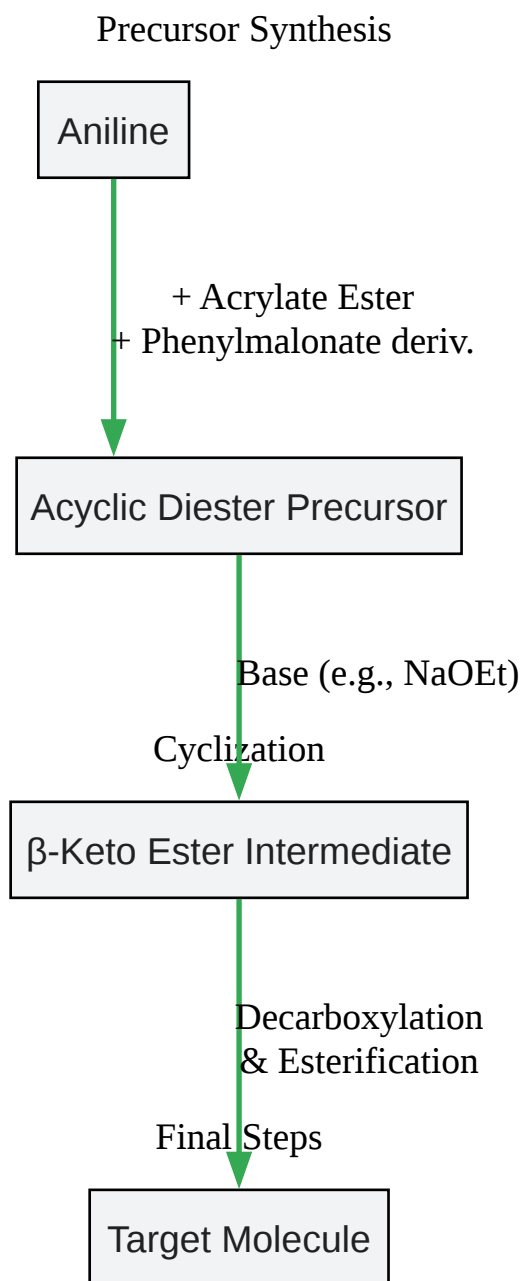 Precursor Synthesis
Aniline
+ Acrylate Ester
+ Phenylmalonate deriv.
Acyclic Diester Precursor
Base (e.g., NaOEt)
Cyclization
β-Keto Ester Intermediate
Decarboxylation
& Esterification
Final Steps
Target Molecule